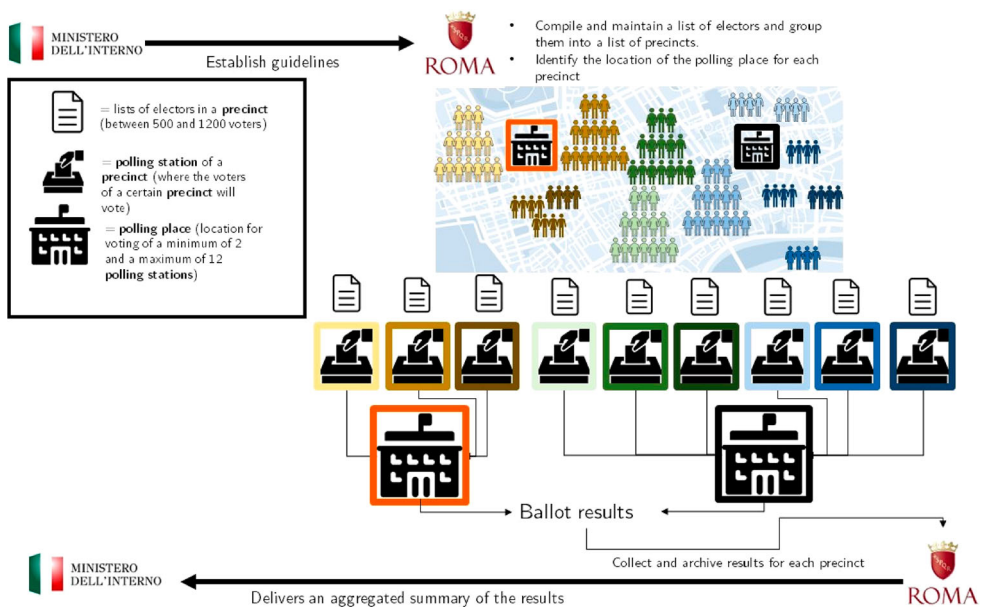 MINISTERO
DELL'INTERNO
Establish guidelines
ROMA
• Compile and maintain a list of electors and group
them into a list of precincts.
• Identify the location of the polling place for each
precinct
= lists of electors in a precinct
(between 500 and 1200 voters)
= polling station of a
precinct (where the voters
of a certain precinct will
vote)
= polling place (location for
voting of a minimum of 2
and a maximum of 12
polling stations)
Ballot results
Collect and archive results for each precinct
MINISTERO
DELL'INTERNO
Delivers an aggregated summary of the results
ROMA